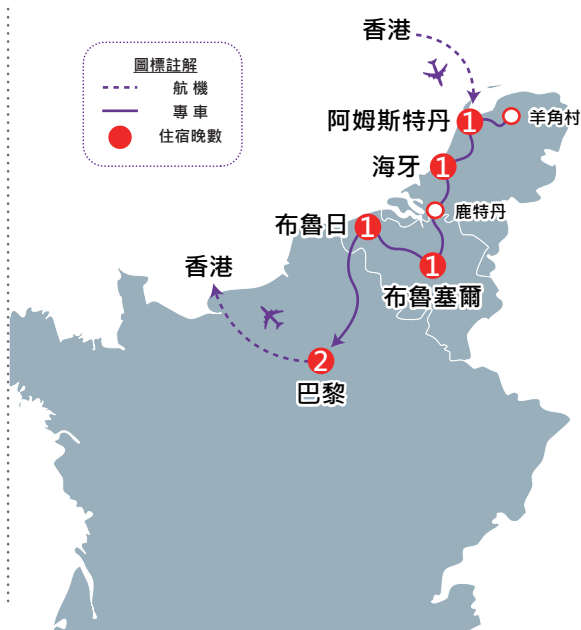 香港
圖標註解
航機
專車
住宿晚數
阿姆斯特丹
1
羊角村
海牙
1
鹿特丹
布魯日
1
香港
1
布魯塞爾
2
巴黎